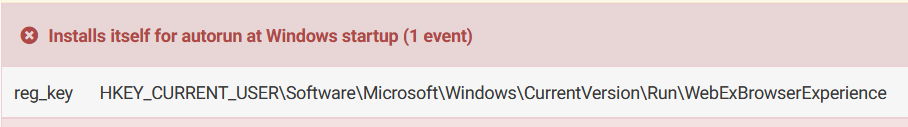 Installs itself for autorun at Windows startup (1 event)
reg_key HKEY_CURRENT_USER\Software\Microsoft\Windows\CurrentVersion\Run\WebExBrowserExperience